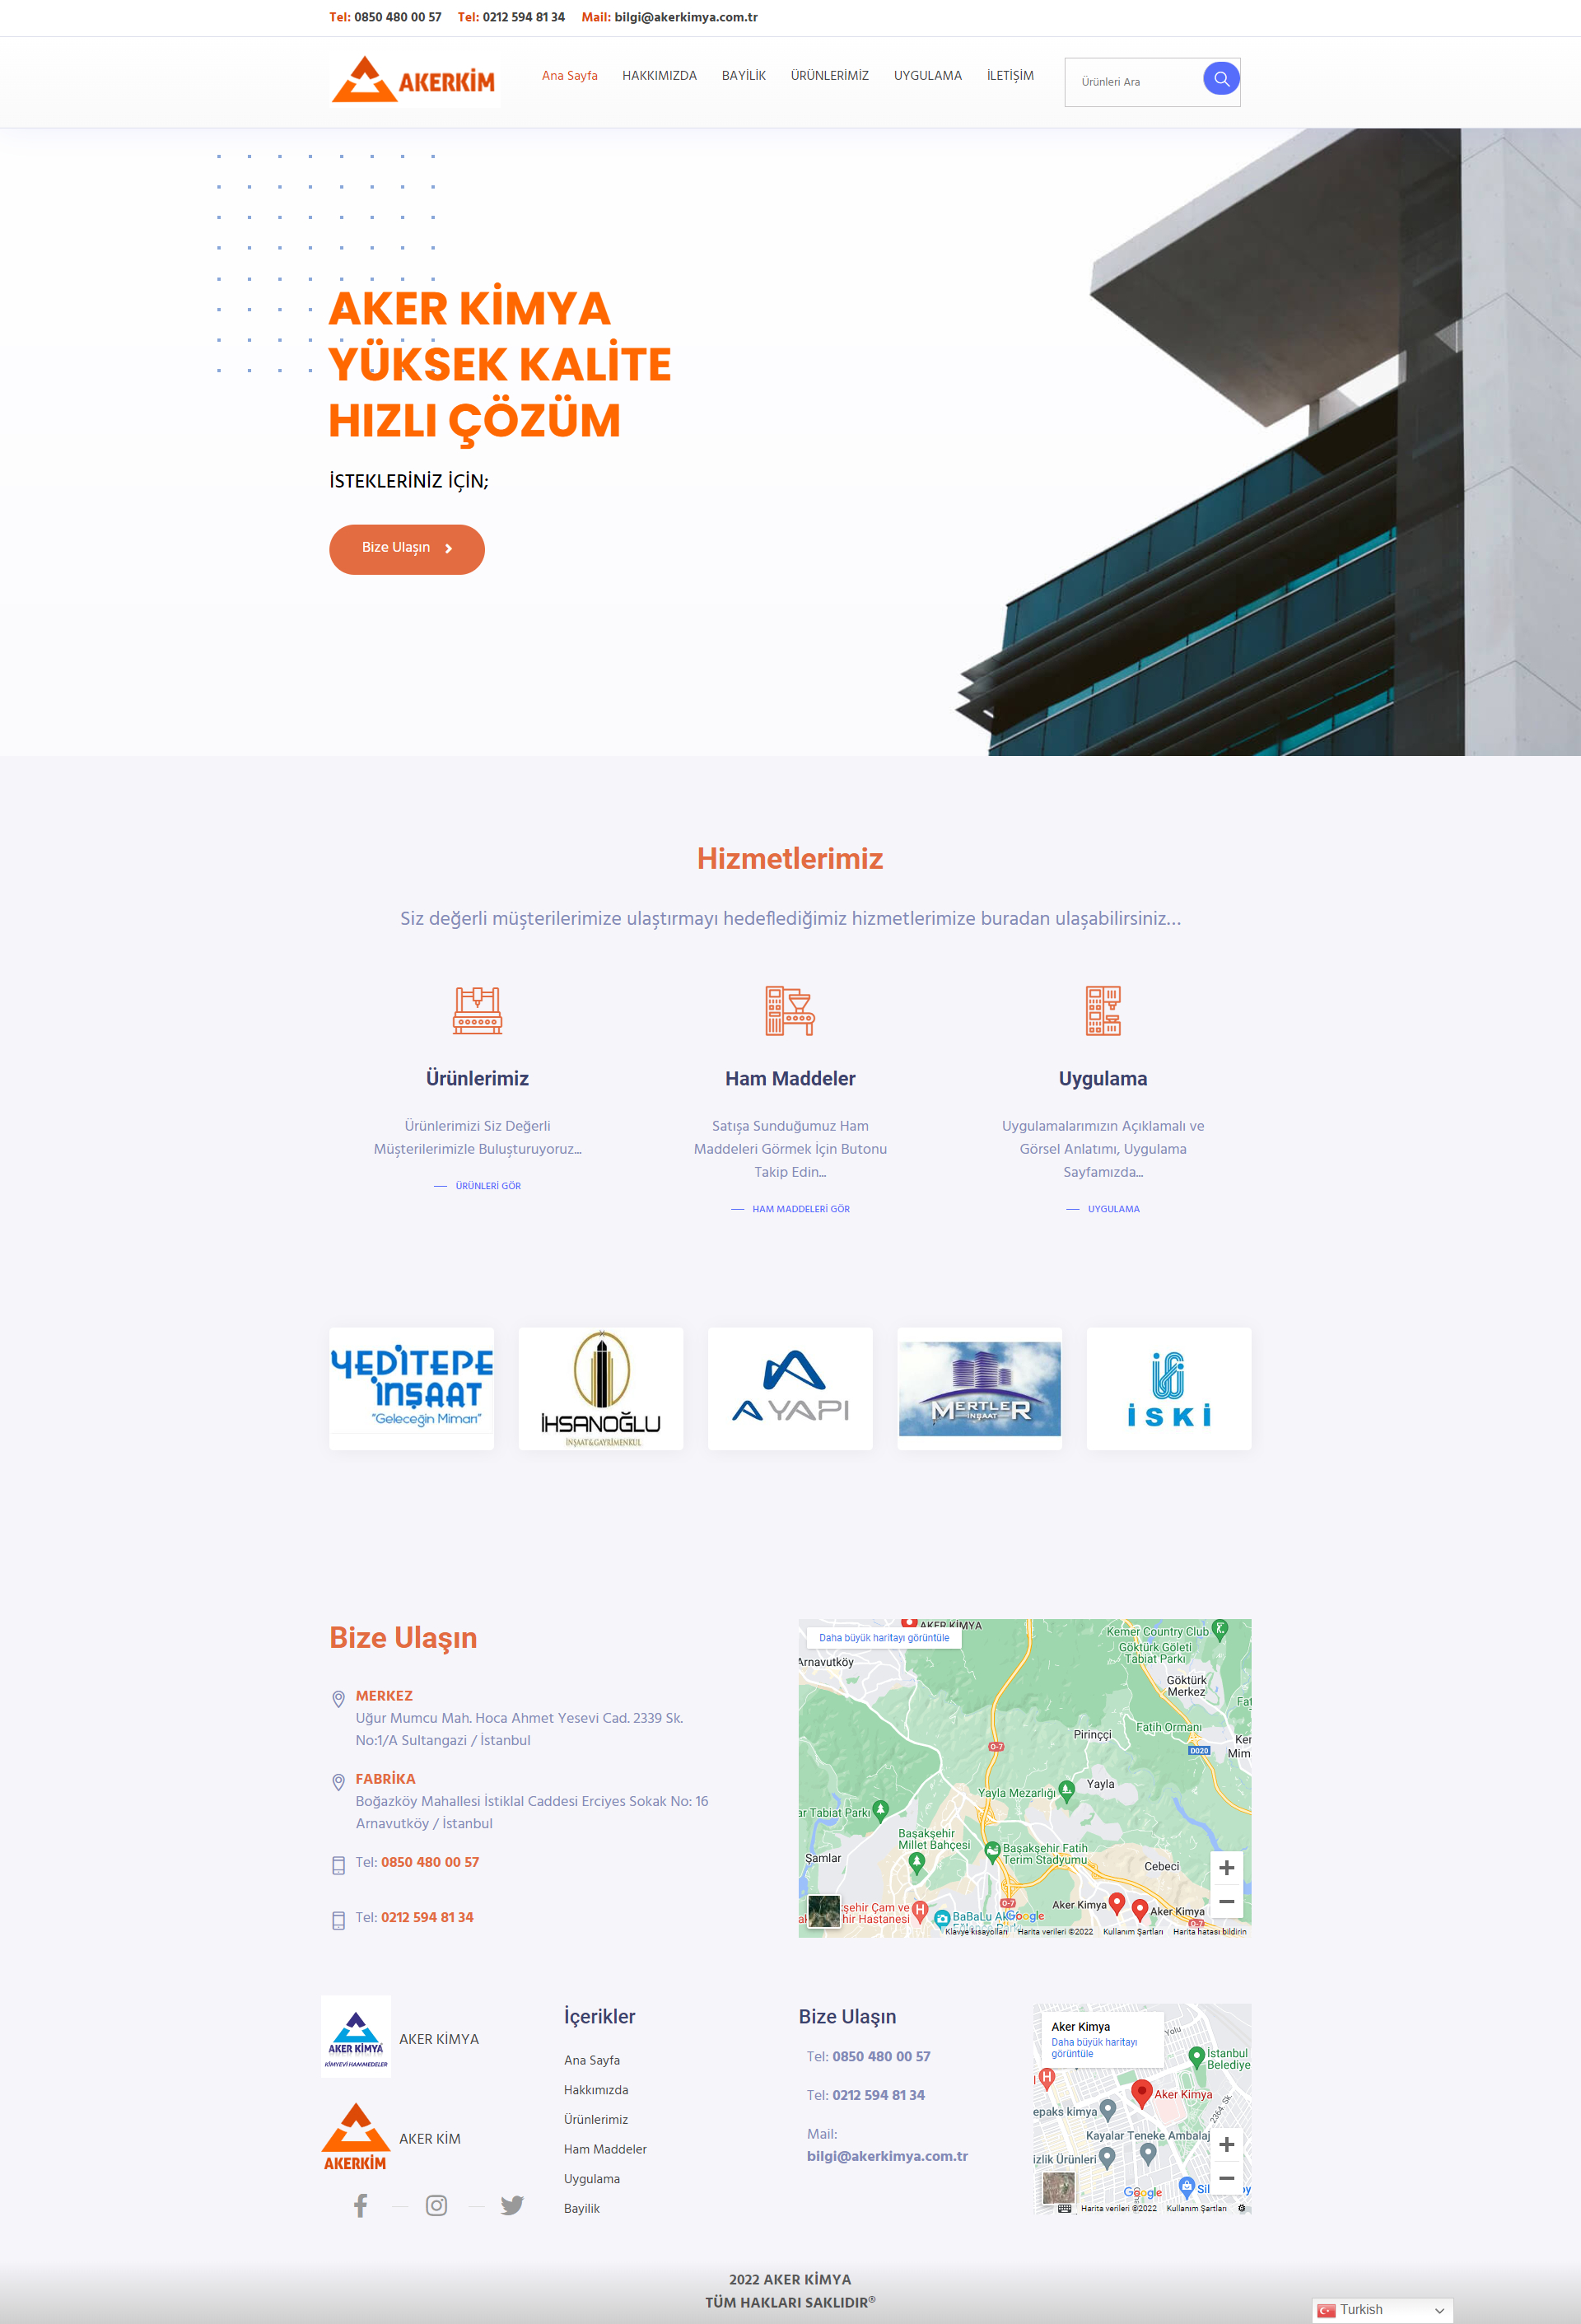 Tel: 0850 480 00 57 Tel: 0212 594 81 34 Mail: bilgi@akerkimya.com.tr
AKERKİM
Ana Sayfa HAKKIMIZDA BAYİLİK ÜRÜNLERİMİZ UYGULAMA İLETİŞİM
Ürünleri Ara
AKER KİMYA
YÜKSEK KALİTE
HIZLI ÇÖZÜM
İSTEKLERİNİZ İÇİN;
Bize Ulaşın
Hizmetlerimiz
Siz değerli müşterilerimize ulaştırmayı hedeflediğimiz hizmetlerimize buradan ulaşabilirsiniz...
Ürünlerimiz
Ürünlerimizi Siz Değerli
Müşterilerimizle Buluşturuyoruz...
ÜRÜNLERİ GÖR
Ham Maddeler
Satışa Sunduğumuz Ham
Maddeleri Görmek İçin Butonu
Takip Edin...
HAM MADDELERİ GÖR
Uygulama
Uygulamalarımızın Açıklamalı ve
Görsel Anlatımı, Uygulama
Sayfamızda...
UYGULAMA
YEDİTEPE
İNŞAAT
"Geleceğin Mimarı"
İHSANOĞLU
İNŞAAT&GAYRİMENKUL
A YAPI
MERTLER
İNŞAAT
İSKİ
Bize Ulaşın
MERKEZ
Uğur Mumcu Mah. Hoca Ahmet Yesevi Cad. 2339 Sk.
No:1/A Sultangazi / İstanbul
FABRİKA
Boğazköy Mahallesi İstiklal Caddesi Erciyes Sokak No: 16
Arnavutköy / İstanbul
Tel: 0850 480 00 57
Tel: 0212 594 81 34
AKER KİMYA
Daha büyük haritayı görüntüle
Kemer Country Club
Göktürk Göleti
Tabiat Parkı
Arnavutköy
Göktürk
Merkez
Fatih Ormanı
Pirinççi
D020
O-7
Yayla
Yayla Mezarlığı
ar Tabiat Parkı
Başakşehir
Millet Bahçesi
Başakşehir Fatih
Terim Stadyumu
Şamlar
Cebeci
O-7
Aker Kimya
Aker Kimya
şehir Çam ve
hir Hastanesi
BaBaLu
Google
O-7
Klavye kısayolları Harita verileri ©2022 Kullanım Şartları Harita hatası bildirin
AKER KİMYA
KİMYEVİ HAMMEDELER
AKER KİMYA
AKERKİM
AKER KİM
İçerikler
Ana Sayfa
Hakkımızda
Ürünlerimiz
Ham Maddeler
Uygulama
Bayilik
Bize Ulaşın
Tel: 0850 480 00 57
Tel: 0212 594 81 34
Mail:
bilgi@akerkimya.com.tr
Aker Kimya
Daha büyük haritayı
görüntüle
Yolu
İstanbul
Belediye
Aker Kimya
epaks kimya
2364. Sk.
Kayalar Teneke Ambalaj
izlik Ürünleri
Google
Harita verileri ©2022 Kullanım Şartları
2022 AKER KİMYA
TÜM HAKLARI SAKLIDIR®
Turkish